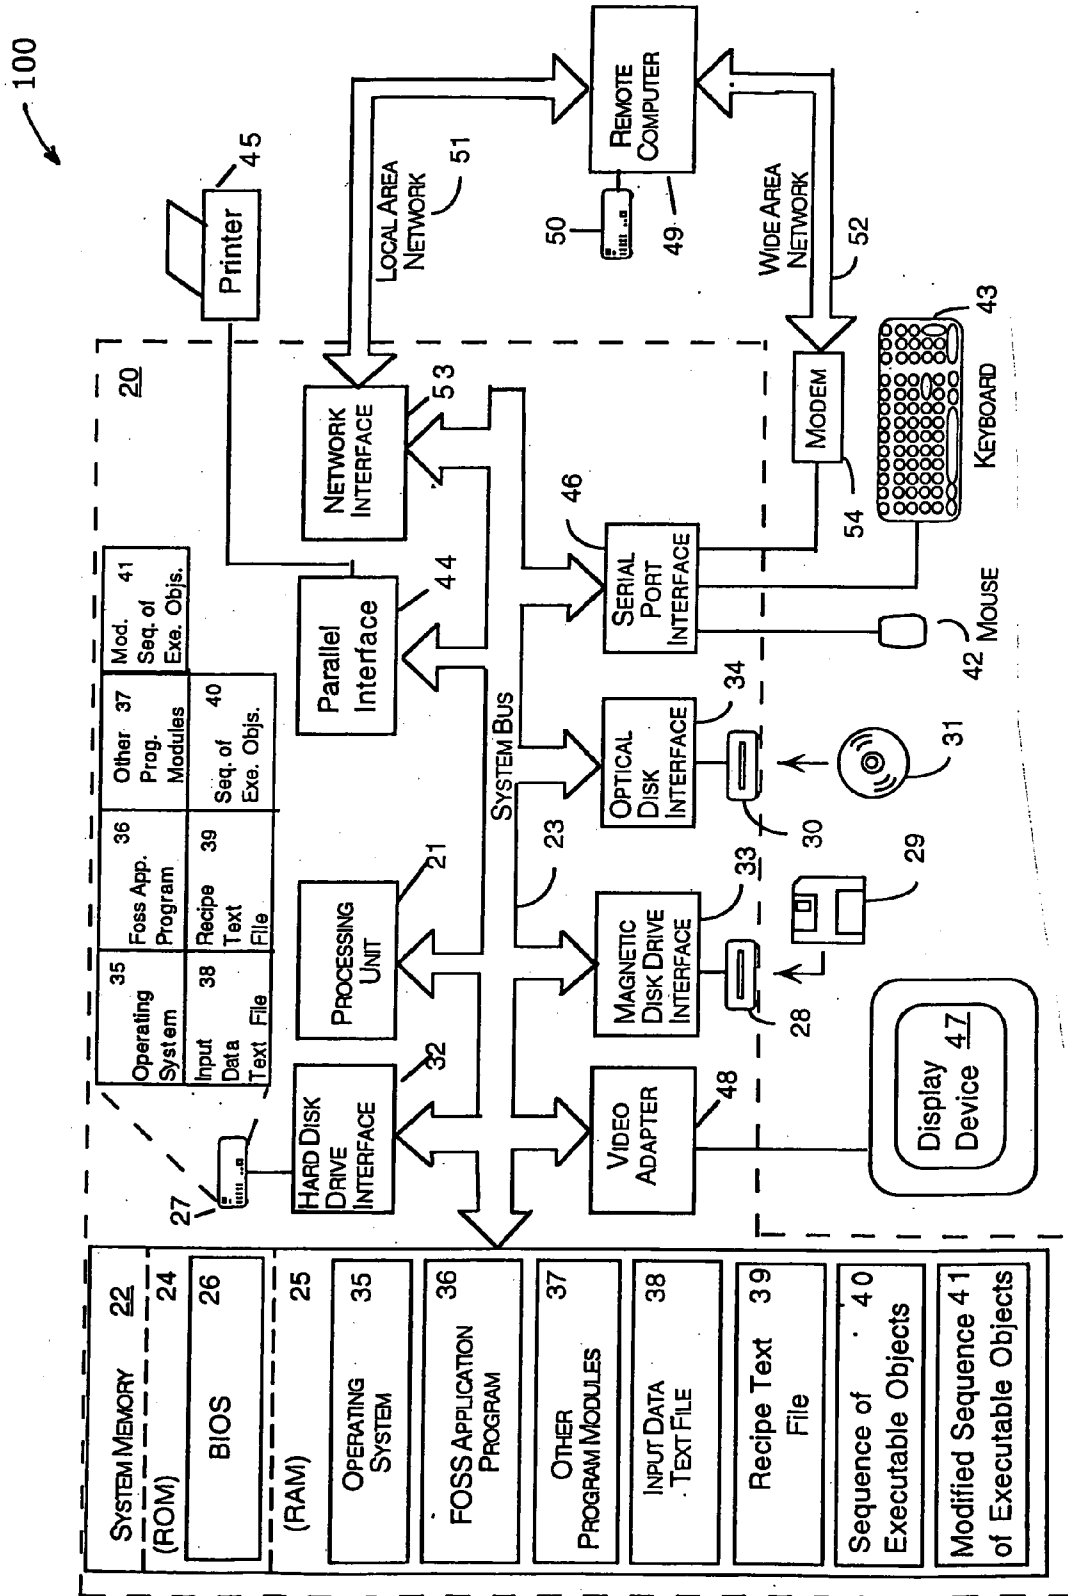 100
SYSTEM MEMORY 22
(ROM) 24
BIOS 26
(RAM) 25
OPERATING 35
SYSTEM
FOSS APPLICATION 36
PROGRAM
OTHER 37
PROGRAM MODULES
INPUT DATA 38
TEXT FILE
Recipe Text 39
File
Sequence of 40
Executable Objects
Modified Sequence 41
of Executable Objects
20
Operating 35
System
Foss App. 36
Program
Other 37
Prog.
Modules
Mod. 41
Seq. of
Exe. Objs.
Input 38
Data
Text File
Recipe 39
Text
File
Seq. of 40
Exe. Objs.
27
HARD DISK
DRIVE
INTERFACE
32
PROCESSING
UNIT
21
Parallel
Interface
44
NETWORK
INTERFACE
53
Printer
45
SYSTEM BUS
23
VIDEO
ADAPTER
48
MAGNETIC
DISK DRIVE
INTERFACE
33
OPTICAL
DISK
INTERFACE
34
SERIAL
PORT
INTERFACE
46
28
29
30
31
Display
Device 47
42
MOUSE
KEYBOARD
43
MODEM
54
LOCAL AREA
NETWORK
51
REMOTE
COMPUTER
49
50
WIDE AREA
NETWORK
52